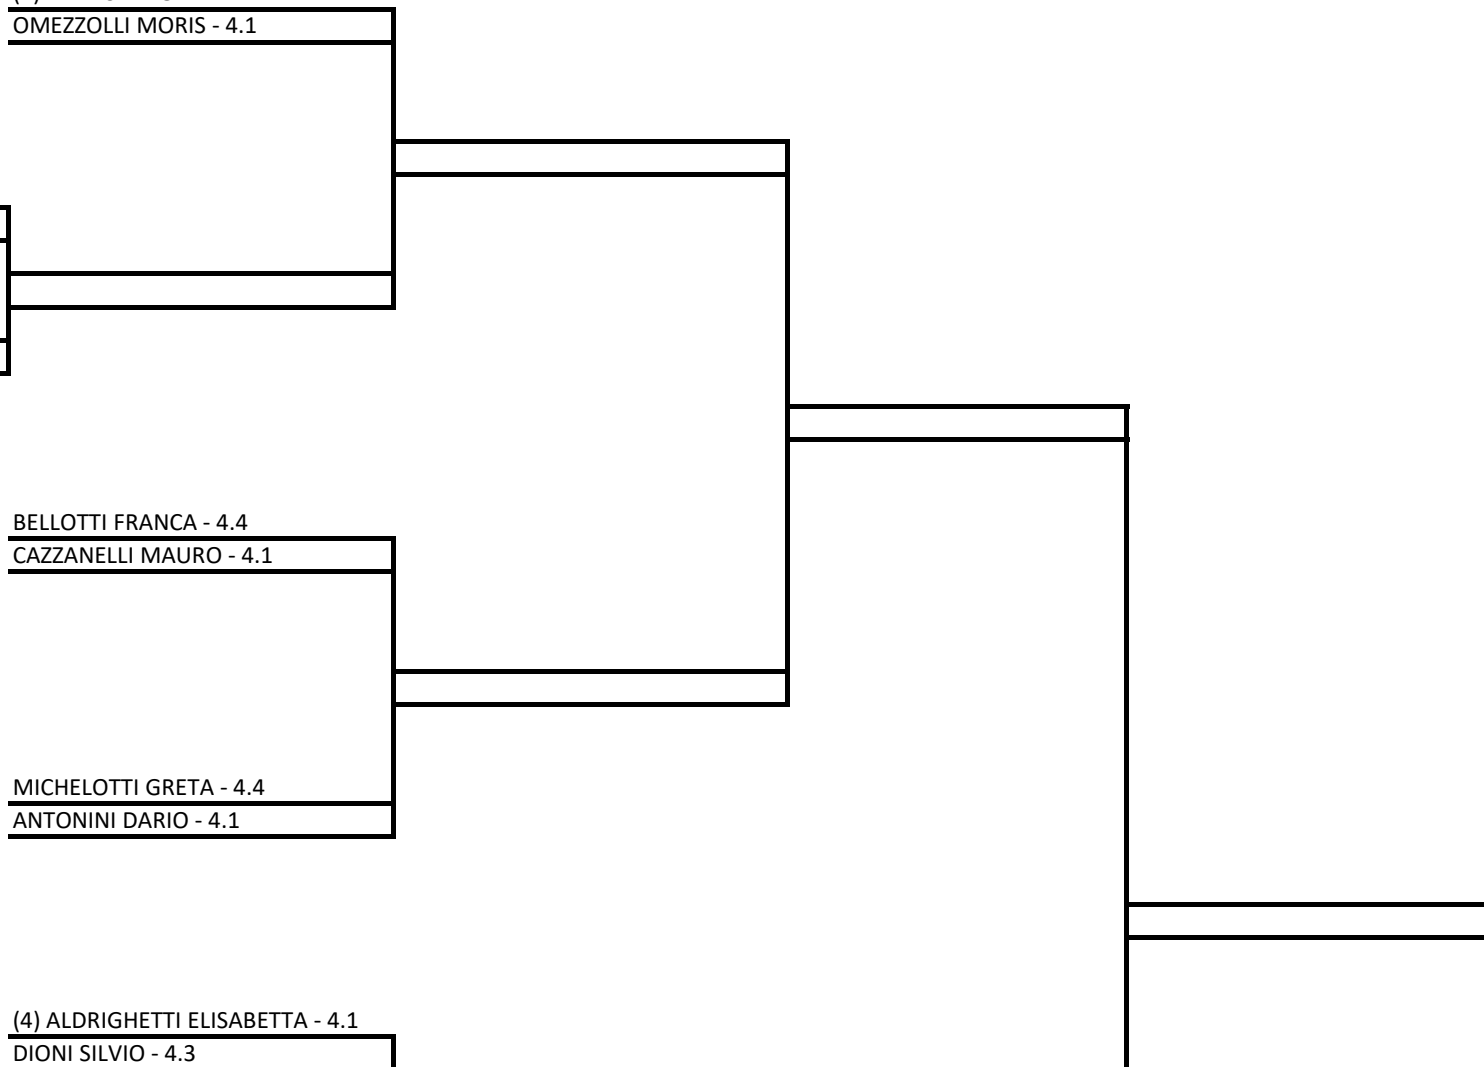 OMEZZOLLI MORIS - 4.1
BELLOTTI FRANCA - 4.4
CAZZANELLI MAURO - 4.1
MICHELOTTI GRETA - 4.4
ANTONINI DARIO - 4.1
(4) ALDRIGHETTI ELISABETTA - 4.1
DIONI SILVIO - 4.3